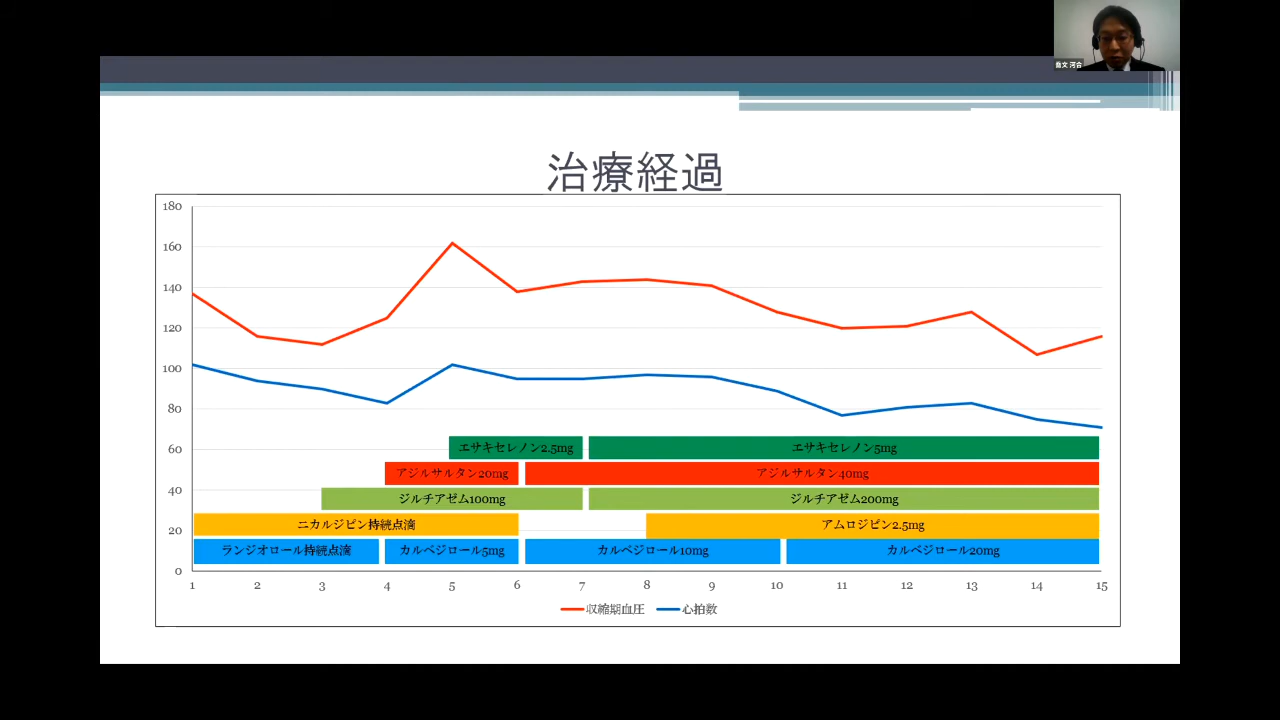 喬文 河合
治療経過
180
160
140
120
100
80
60
40
20
0
エサキセレノン2.5mg エサキセレノン5mg
アジルサルタン20mg アジルサルタン40mg
ジルチアゼム100mg ジルチアゼム200mg
ニカルジピン持続点滴 アムロジピン2.5mg
ランジオロール持続点滴 カルベジロール5mg カルベジロール10mg カルベジロール20mg
1 2 3 4 5 6 7 8 9 10 11 12 13 14 15
収縮期血圧 心拍数